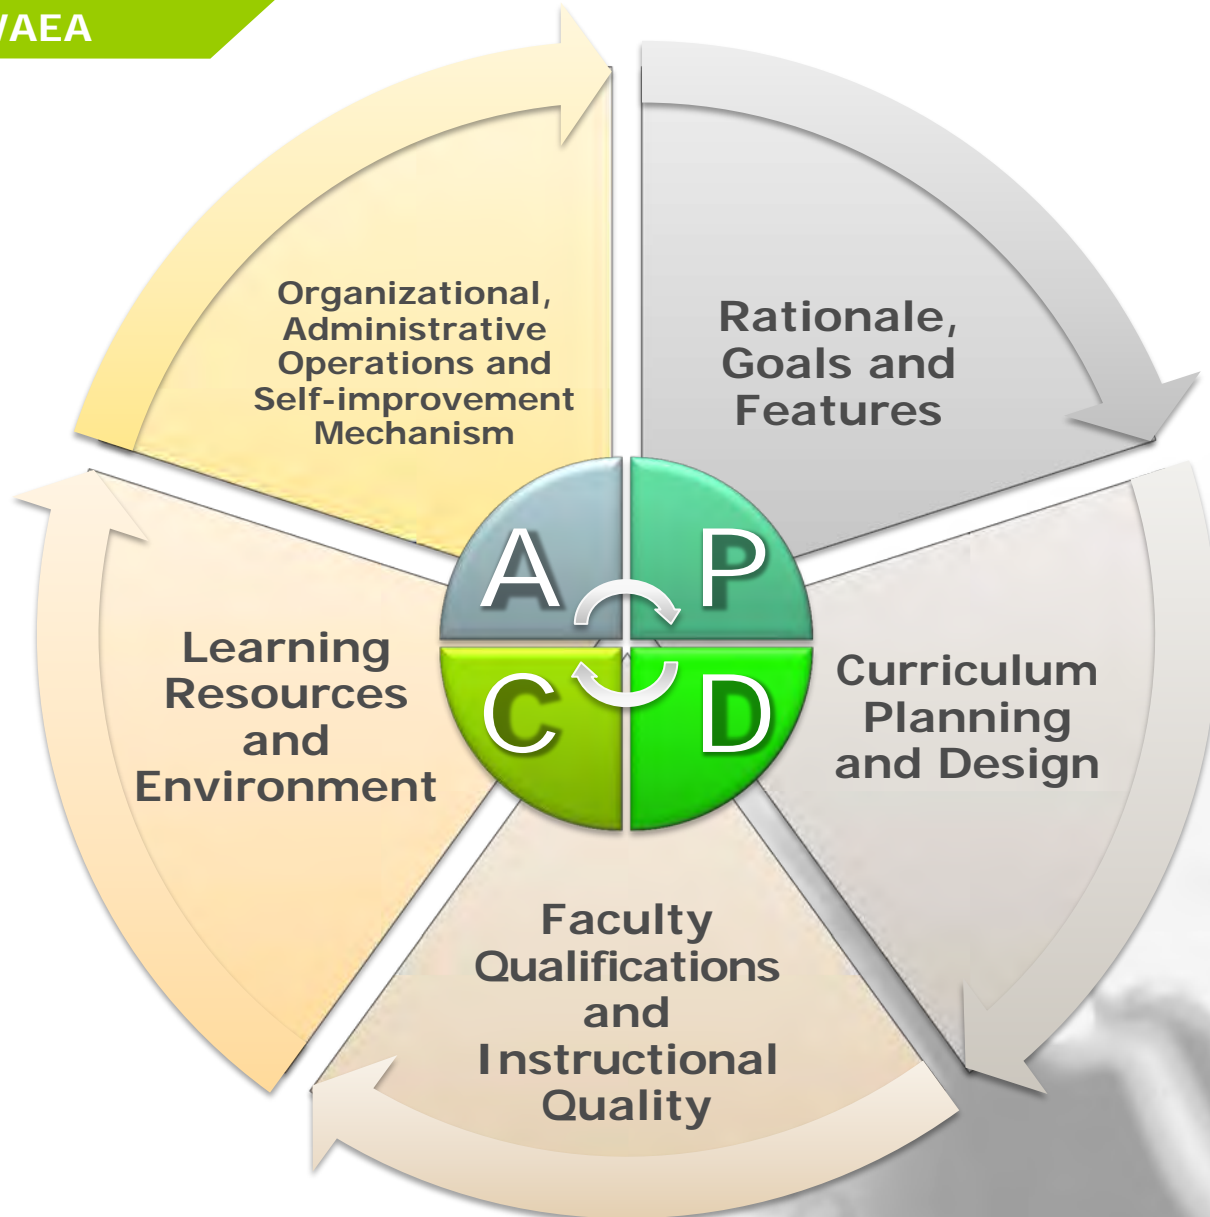 /AEA
Organizational,
Administrative
Operations and
Self-improvement
Mechanism
Rationale,
Goals and
Features
A
P
C
D
Learning
Resources
and
Environment
Curriculum
Planning
and Design
Faculty
Qualifications
and
Instructional
Quality